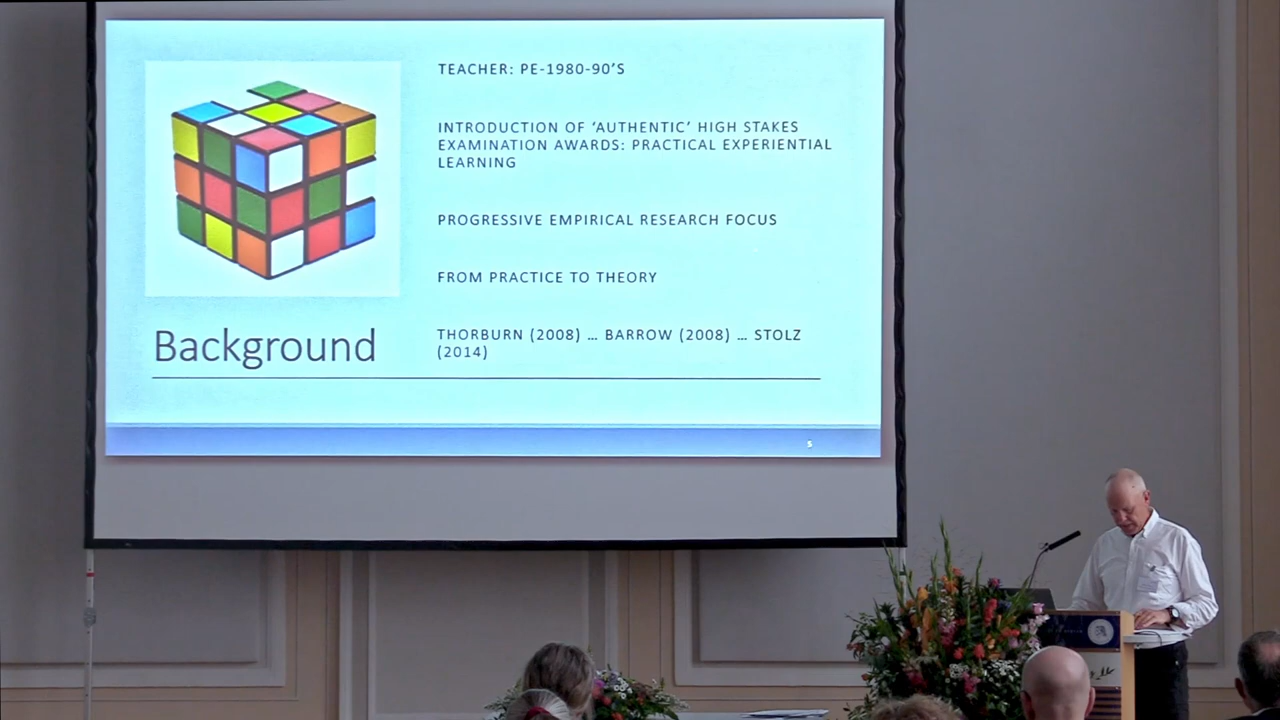 TEACHER: PE-1980-90'S
INTRODUCTION OF ‘AUTHENTIC’ HIGH STAKES
EXAMINATION AWARDS: PRACTICAL EXPERIENTIAL
LEARNING
PROGRESSIVE EMPIRICAL RESEARCH FOCUS
FROM PRACTICE TO THEORY
THORBURN (2008) … BARROW (2008) … STOLZ
(2014)
Background
5